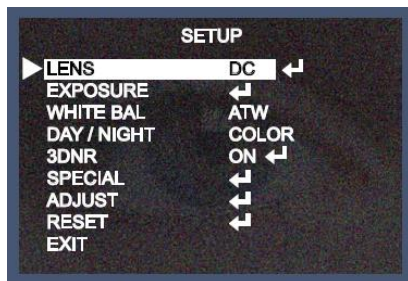 SETUP
LENS DC ↵
EXPOSURE ↵
WHITE BAL ATW
DAY / NIGHT COLOR
3DNR ON ↵
SPECIAL ↵
ADJUST ↵
RESET ↵
EXIT